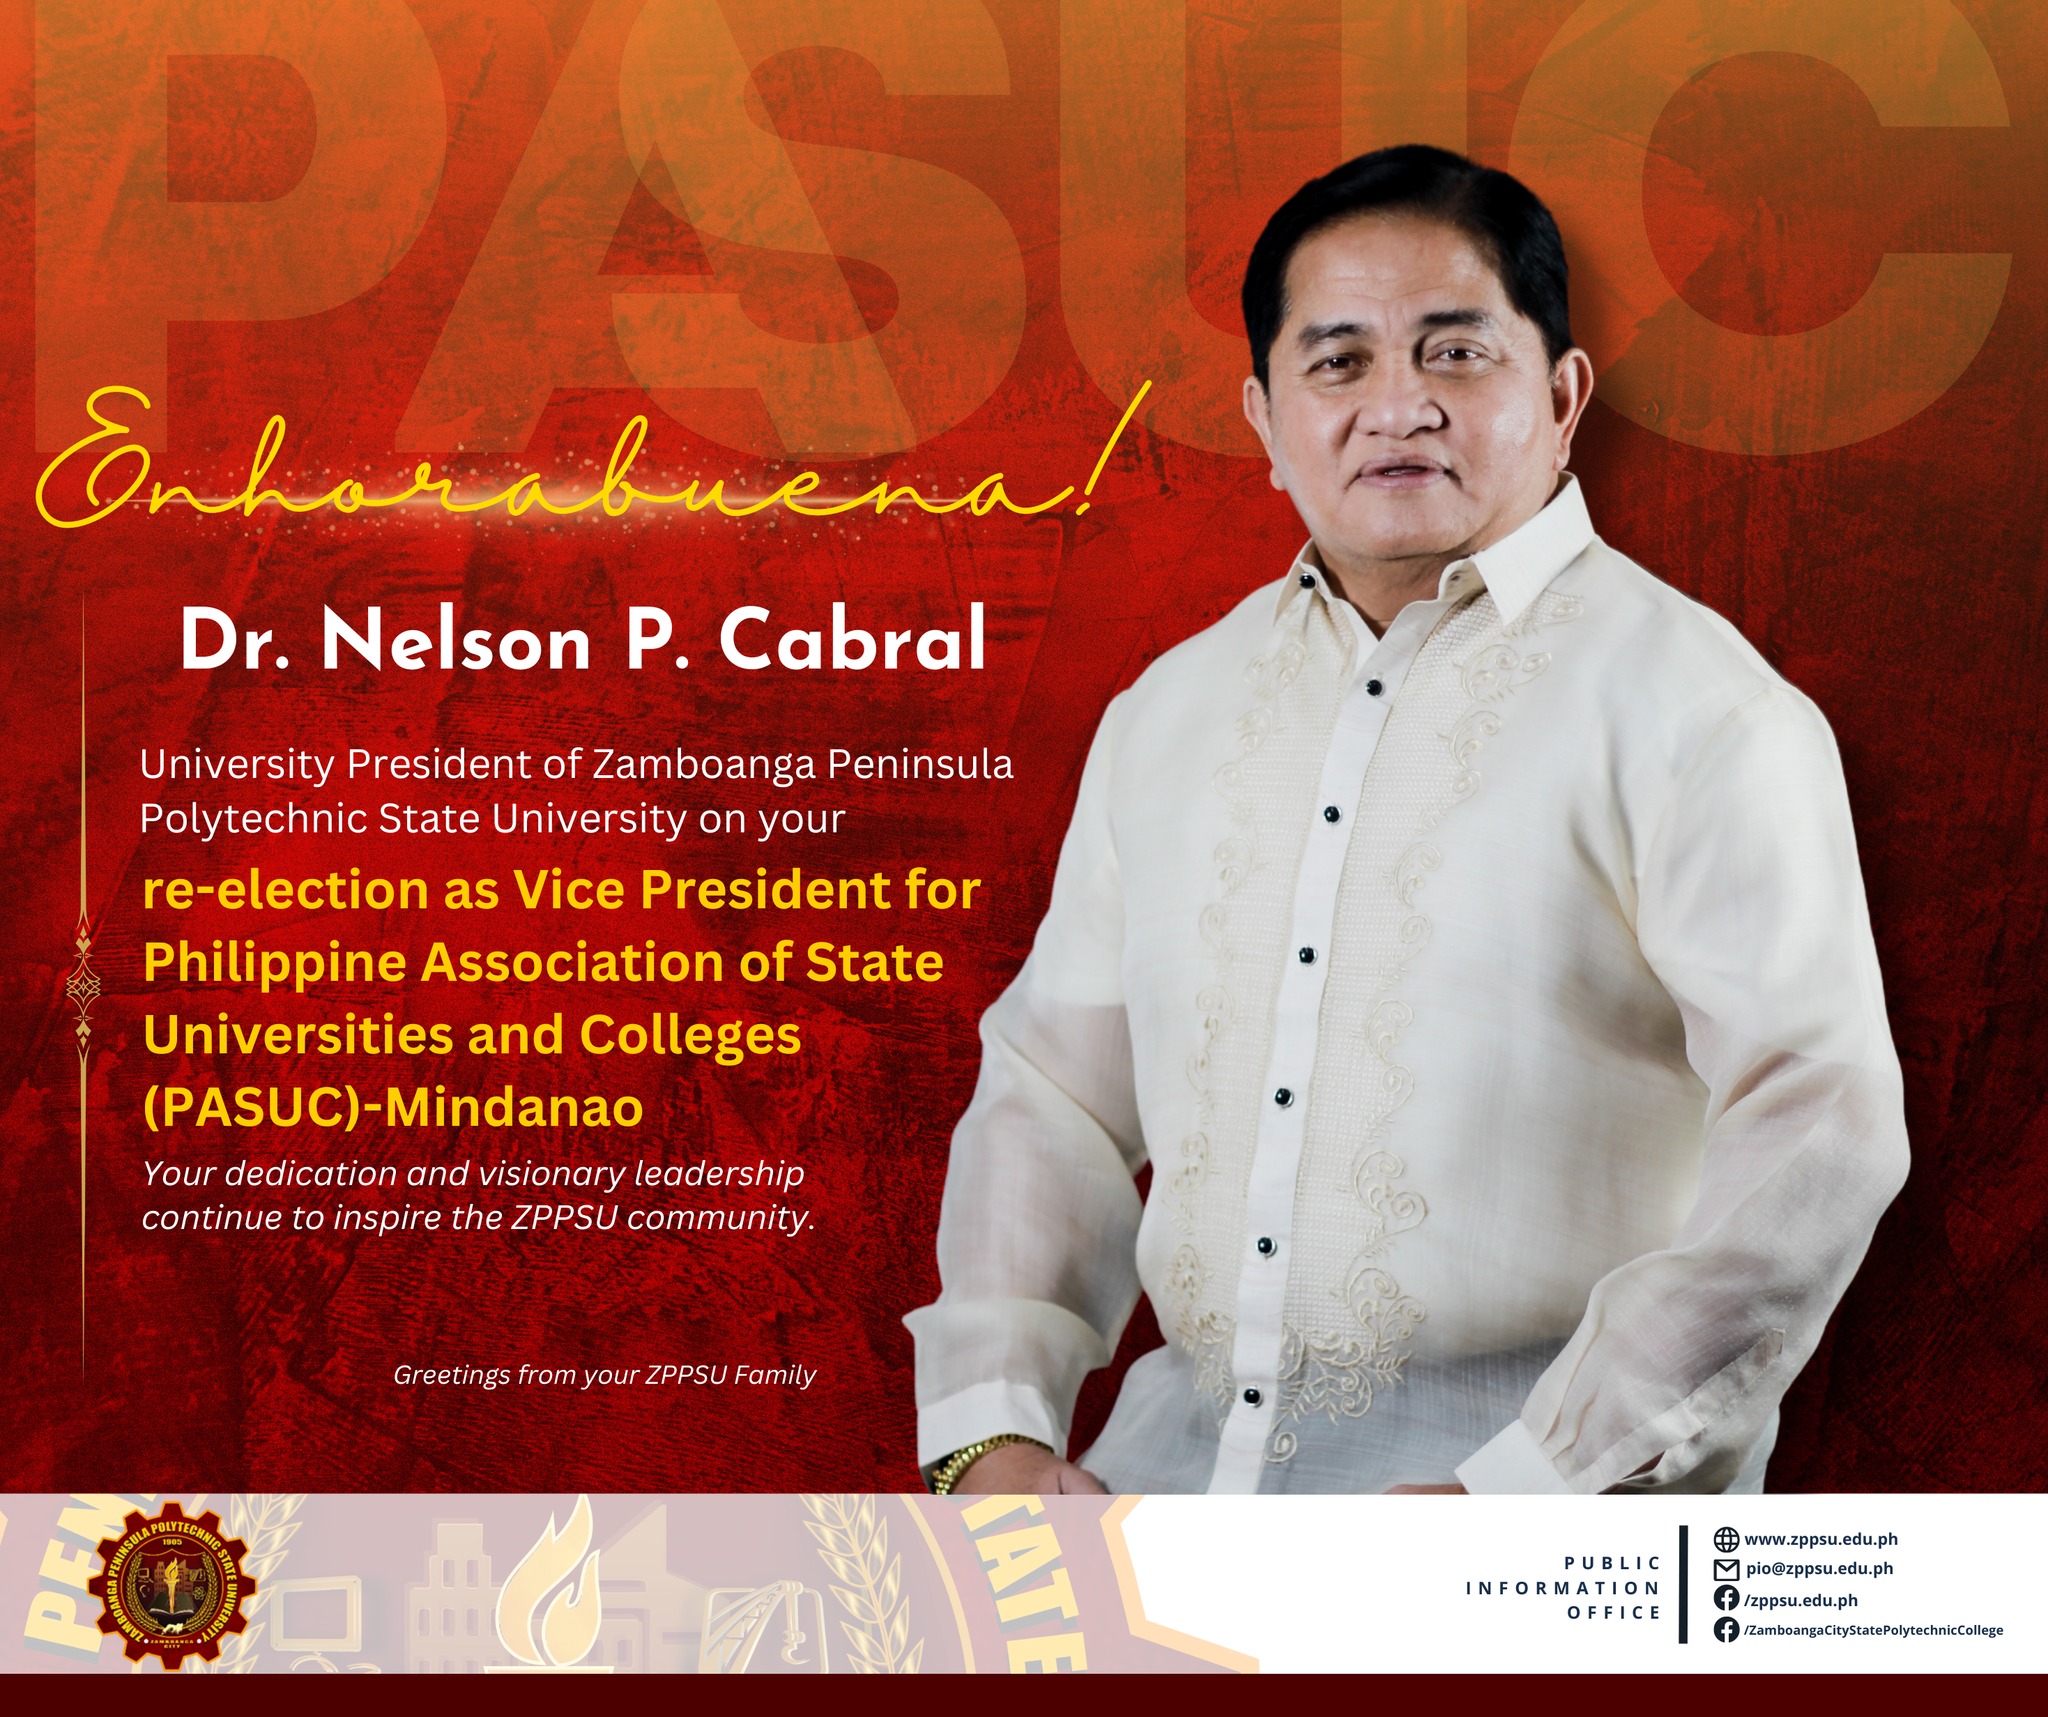 PASUC
Enhorabuena!
Dr. Nelson P. Cabral
University President of Zamboanga Peninsula
Polytechnic State University on your
re-election as Vice President for
Philippine Association of State
Universities and Colleges
(PASUC)-Mindanao
Your dedication and visionary leadership
continue to inspire the ZPPSU community.
Greetings from your ZPPSU Family
ZAMBOANGA PENINSULA POLYTECHNIC STATE UNIVERSITY
1905
ZAMBOANGA
CITY
PEN
TATE
PUBLIC
INFORMATION
OFFICE
www.zppsu.edu.ph
pio@zppsu.edu.ph
/zppsu.edu.ph
/ZamboangaCityStatePolytechnicCollege